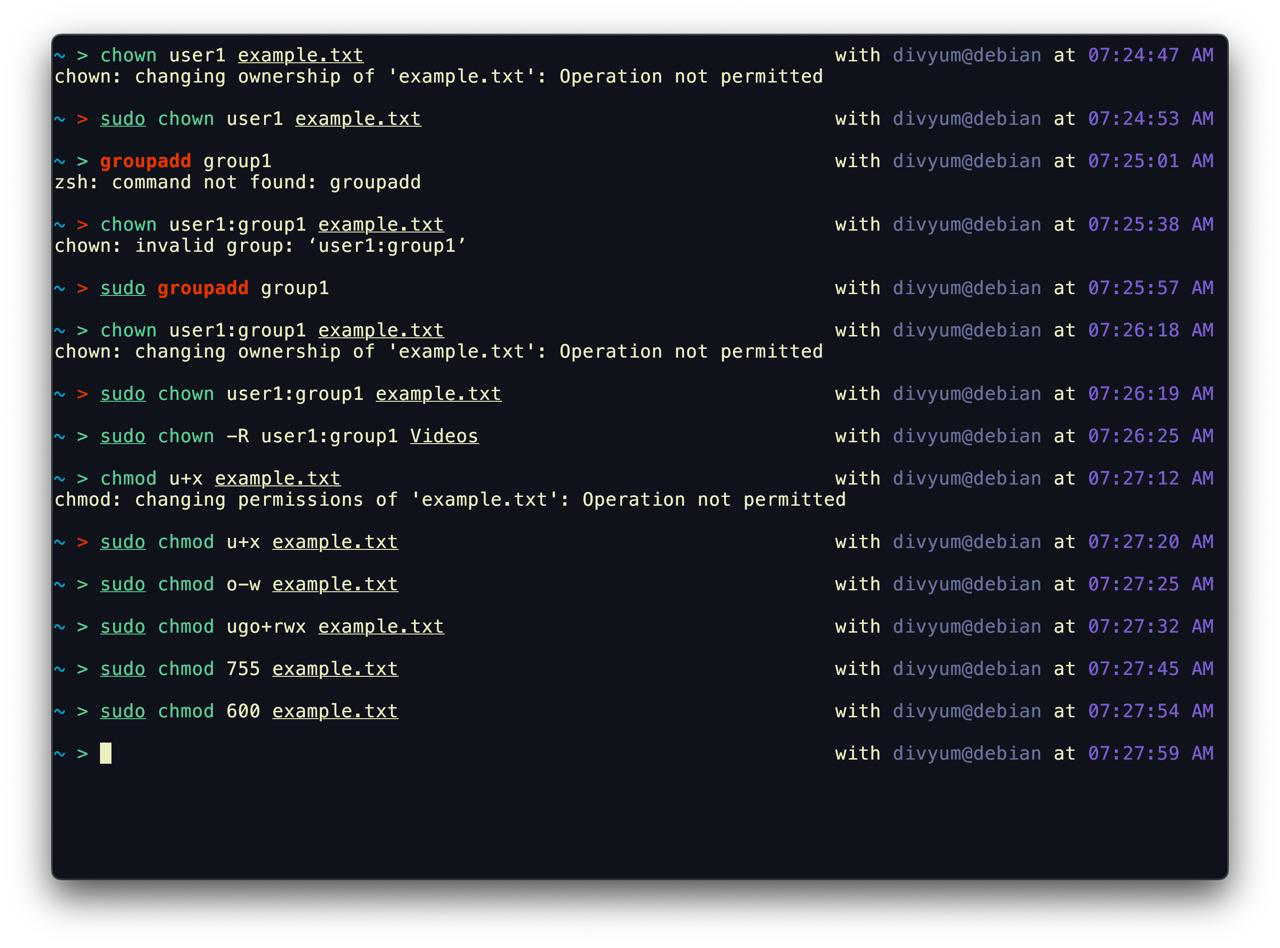 ~ > chown user1 example.txt with divyum@debian at 07:24:47 AM
chown: changing ownership of 'example.txt': Operation not permitted
~ > sudo chown user1 example.txt with divyum@debian at 07:24:53 AM
~ > groupadd group1 with divyum@debian at 07:25:01 AM
zsh: command not found: groupadd
~ > chown user1:group1 example.txt with divyum@debian at 07:25:38 AM
chown: invalid group: ‘user1:group1’
~ > sudo groupadd group1 with divyum@debian at 07:25:57 AM
~ > chown user1:group1 example.txt with divyum@debian at 07:26:18 AM
chown: changing ownership of 'example.txt': Operation not permitted
~ > sudo chown user1:group1 example.txt with divyum@debian at 07:26:19 AM
~ > sudo chown -R user1:group1 Videos with divyum@debian at 07:26:25 AM
~ > chmod u+x example.txt with divyum@debian at 07:27:12 AM
chmod: changing permissions of 'example.txt': Operation not permitted
~ > sudo chmod u+x example.txt with divyum@debian at 07:27:20 AM
~ > sudo chmod o-w example.txt with divyum@debian at 07:27:25 AM
~ > sudo chmod ugo+rwx example.txt with divyum@debian at 07:27:32 AM
~ > sudo chmod 755 example.txt with divyum@debian at 07:27:45 AM
~ > sudo chmod 600 example.txt with divyum@debian at 07:27:54 AM
~ > with divyum@debian at 07:27:59 AM